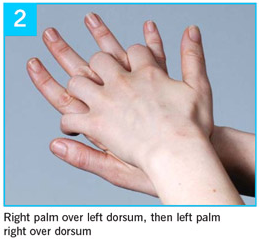 2
Right palm over left dorsum, then left palm
right over dorsum